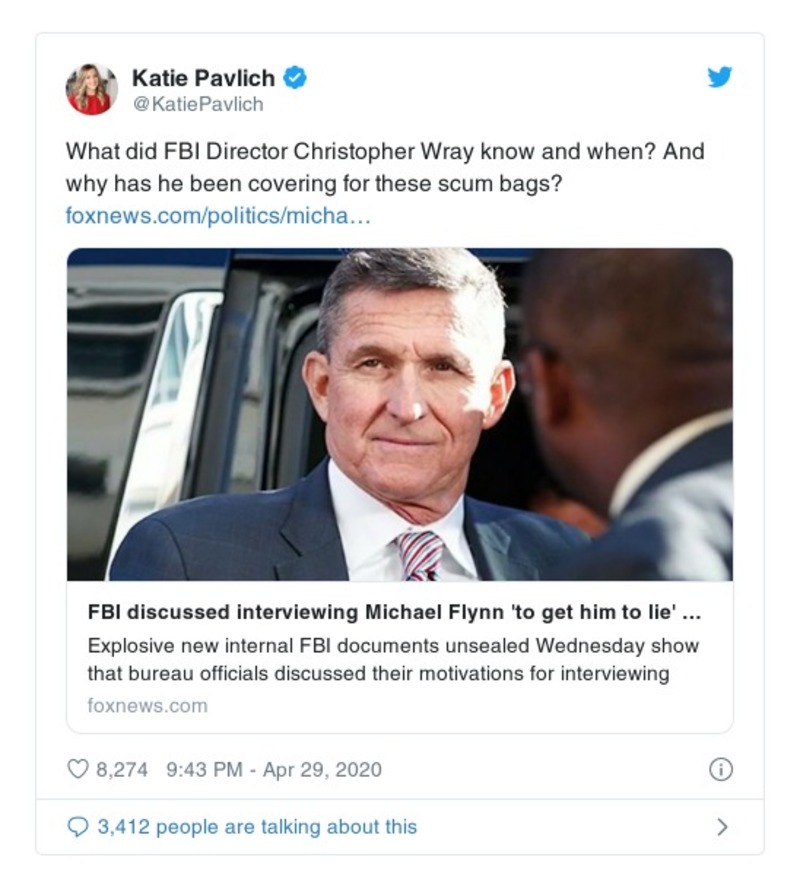 Katie Pavlich
@KatiePavlich
What did FBI Director Christopher Wray know and when? And
why has he been covering for these scum bags?
foxnews.com/politics/micha…
FBI discussed interviewing Michael Flynn 'to get him to lie' ...
Explosive new internal FBI documents unsealed Wednesday show
that bureau officials discussed their motivations for interviewing
foxnews.com
8,274 9:43 PM - Apr 29, 2020
3,412 people are talking about this